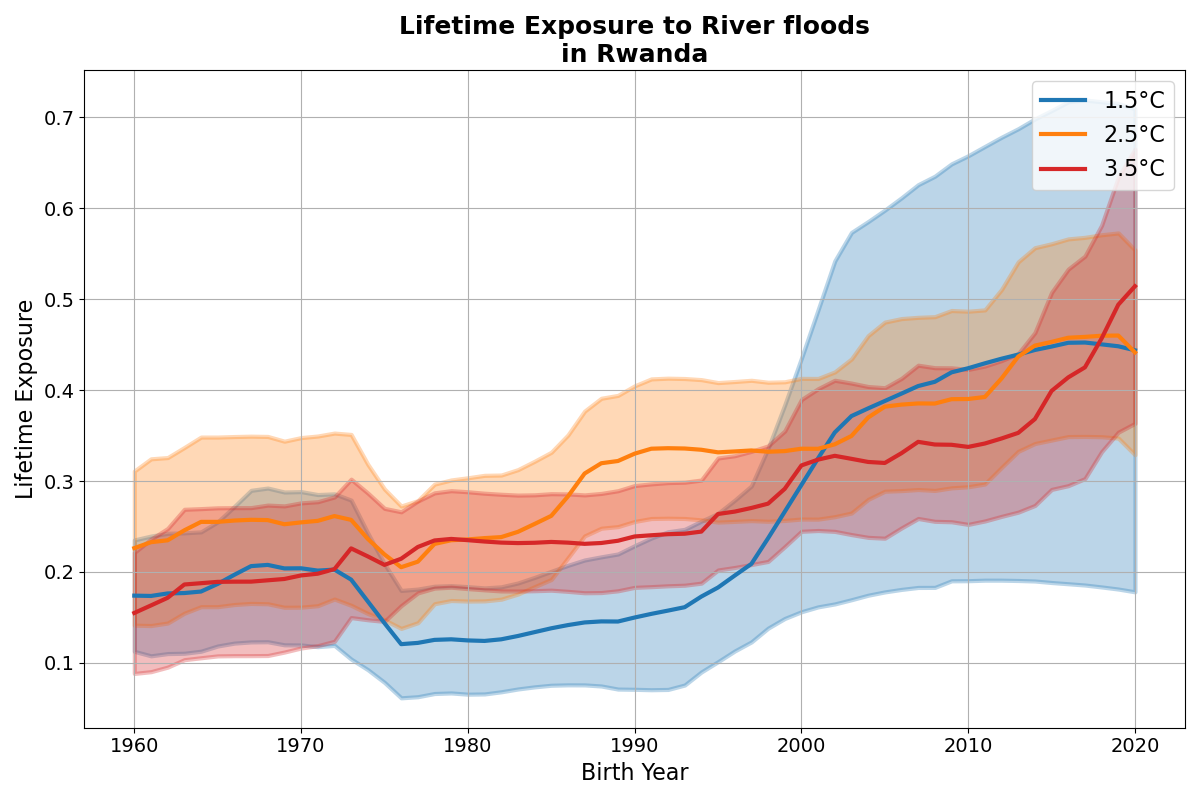 Lifetime Exposure to River floods
in Rwanda
1.5°C
2.5°C
3.5°C
Lifetime Exposure
0.7
0.6
0.5
0.4
0.3
0.2
0.1
1960
1970
1980
1990
2000
2010
2020
Birth Year